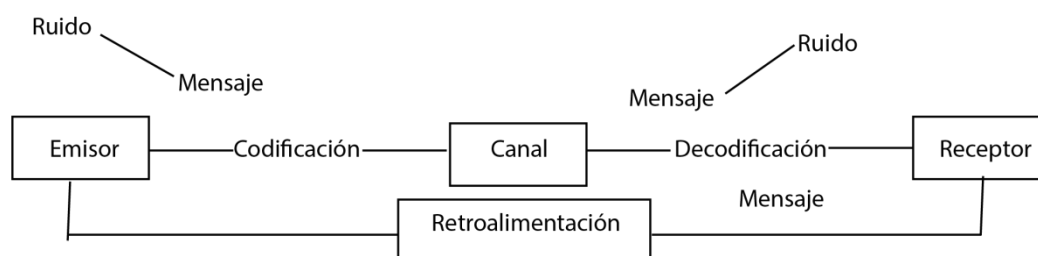 Ruido
Ruido
Mensaje
Mensaje
Emisor
Codificación
Canal
Decodificación
Receptor
Mensaje
Retroalimentación